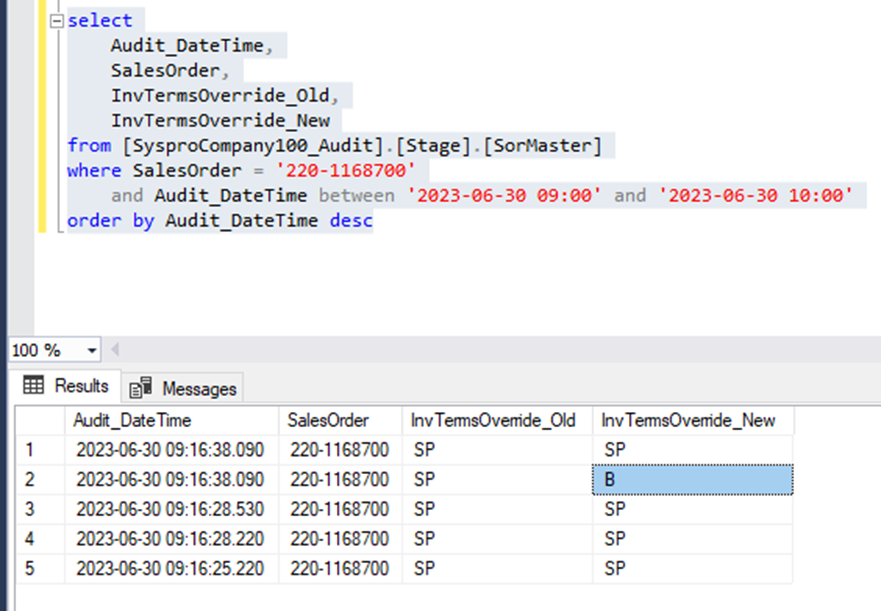 select
Audit_DateTime,
SalesOrder,
InvTermsOverride_Old,
InvTermsOverride_New
from [SysproCompany100_Audit].[Stage].[SorMaster]
where SalesOrder = '220-1168700'
and Audit_DateTime between '2023-06-30 09:00' and '2023-06-30 10:00'
order by Audit_DateTime desc
100 %
Results Messages
Audit_DateTime SalesOrder InvTermsOverride_Old InvTermsOverride_New
1 2023-06-30 09:16:38.090 220-1168700 SP SP
2 2023-06-30 09:16:38.090 220-1168700 SP B
3 2023-06-30 09:16:28.530 220-1168700 SP SP
4 2023-06-30 09:16:28.220 220-1168700 SP SP
5 2023-06-30 09:16:25.220 220-1168700 SP SP